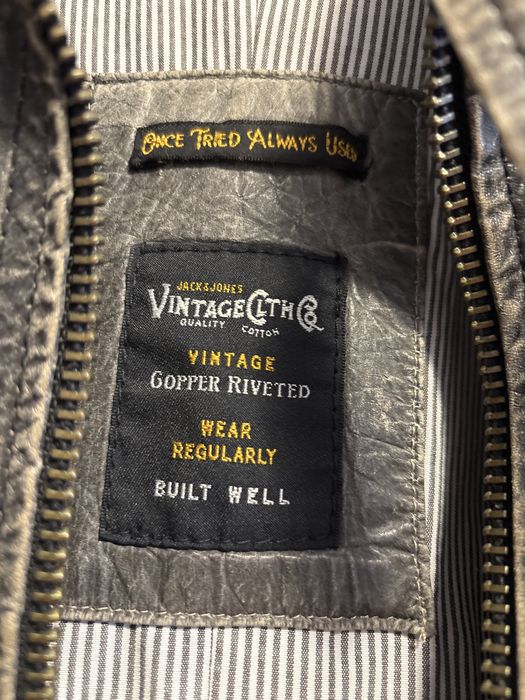 ONCE TRIED ALWAYS USED
JACK&JONES
VINTAGE CLTH CO
QUALITY COTTON
VINTAGE
COPPER RIVETED
WEAR
REGULARLY
BUILT WELL